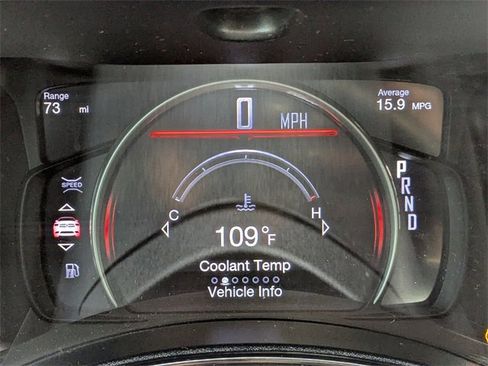 Range
73 mi
Average
15.9 MPG
0 MPH
SPEED
P
R
N
D
C H
109°F
Coolant Temp
Vehicle Info